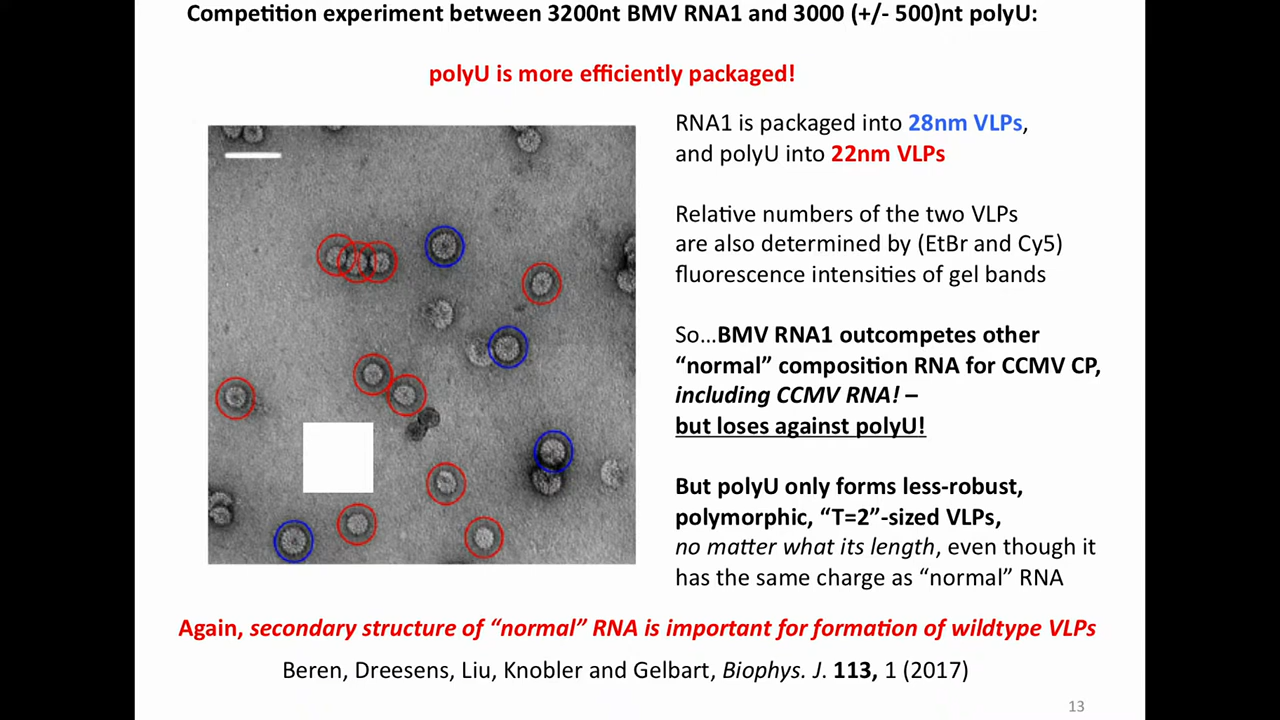 Competition experiment between 3200nt BMV RNA1 and 3000 (+/- 500)nt polyU:
polyU is more efficiently packaged!
RNA1 is packaged into 28nm VLPs,
and polyU into 22nm VLPs
Relative numbers of the two VLPs
are also determined by (EtBr and Cy5)
fluorescence intensities of gel bands
So…BMV RNA1 outcompetes other
“normal” composition RNA for CCMV CP,
including CCMV RNA! –
but loses against polyU!
But polyU only forms less-robust,
polymorphic, “T=2”-sized VLPs,
no matter what its length, even though it
has the same charge as “normal” RNA
Again, secondary structure of “normal” RNA is important for formation of wildtype VLPs
Beren, Dreesens, Liu, Knobler and Gelbart, Biophys. J. 113, 1 (2017)
13